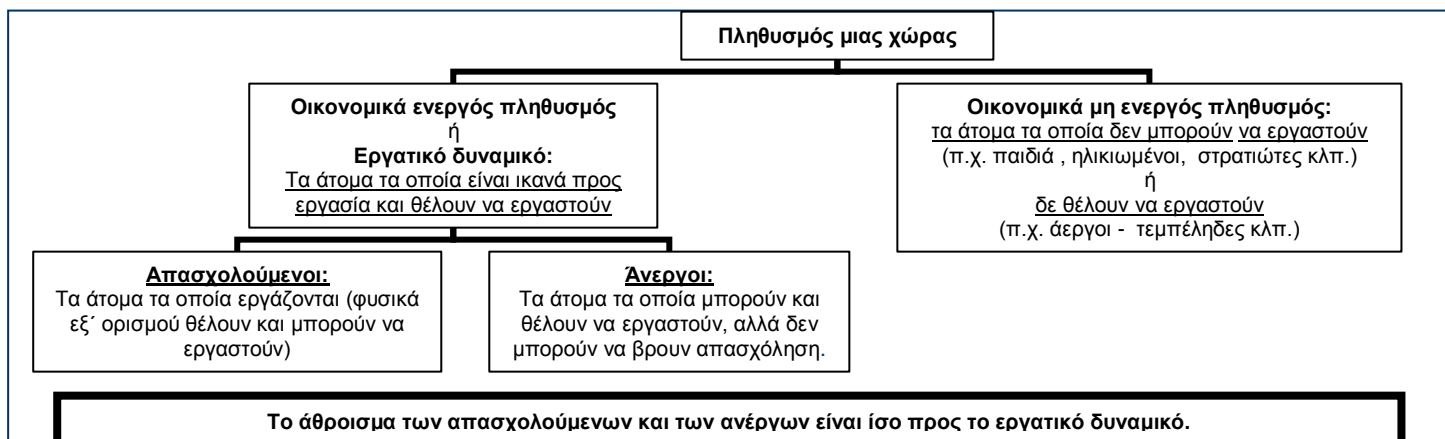 Πληθυσμός μιας χώρας
Οικονομικά ενεργός πληθυσμός
ή
Εργατικό δυναμικό:
Τα άτομα τα οποία είναι ικανά προς
εργασία και θέλουν να εργαστούν
Οικονομικά μη ενεργός πληθυσμός:
τα άτομα τα οποία δεν μπορούν να εργαστούν
(π.χ. παιδιά , ηλικιωμένοι, στρατιώτες κλπ.)
ή
δε θέλουν να εργαστούν
(π.χ. άεργοι - τεμπέληδες κλπ.)
Απασχολούμενοι:
Τα άτομα τα οποία εργάζονται (φυσικά
εξ΄ ορισμού θέλουν και μπορούν να
εργαστούν)
Άνεργοι:
Τα άτομα τα οποία μπορούν και
θέλουν να εργαστούν, αλλά δεν
μπορούν να βρουν απασχόληση.
Το άθροισμα των απασχολούμενων και των ανέργων είναι ίσο προς το εργατικό δυναμικό.